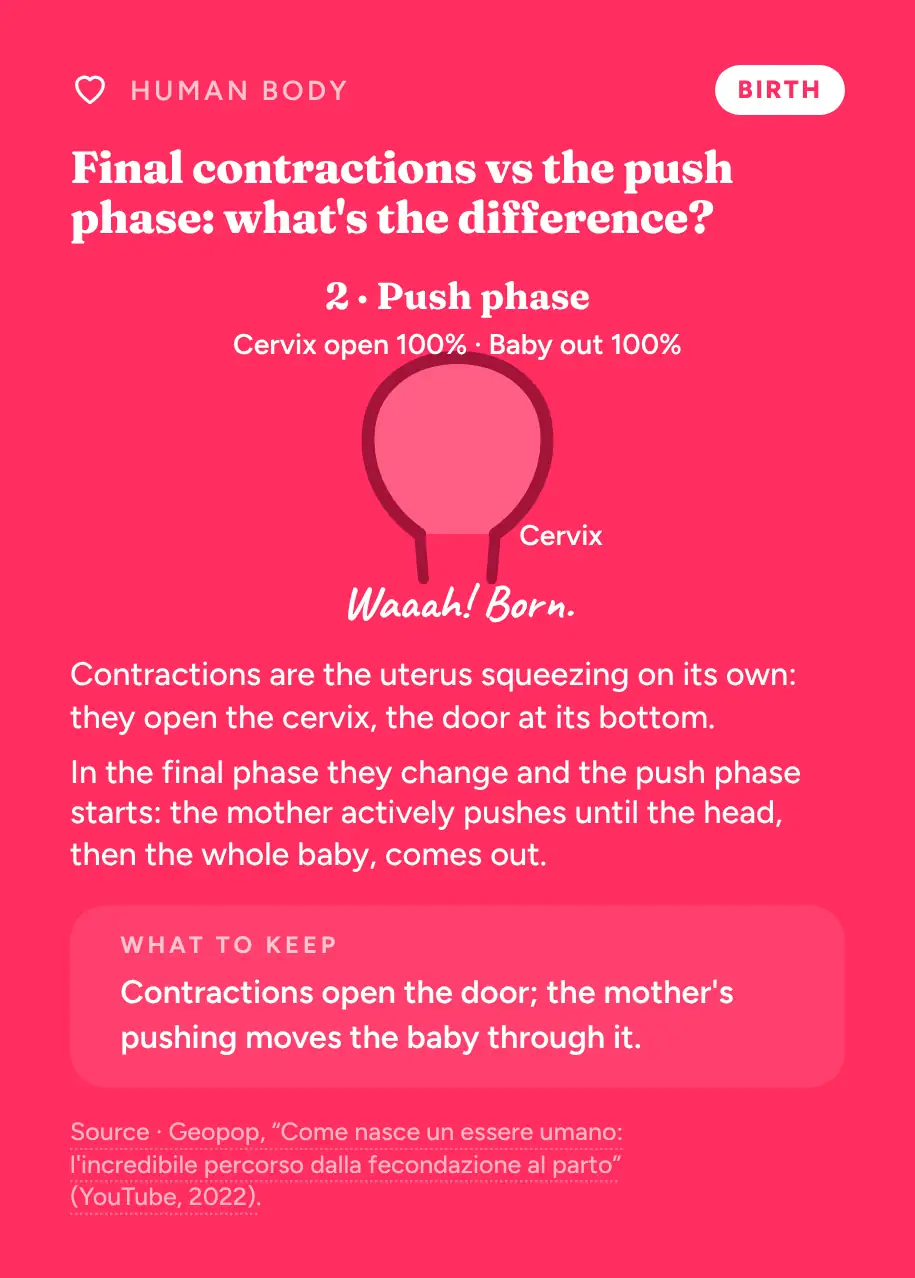 HUMAN BODY
BIRTH
Final contractions vs the push
phase: what's the difference?
2 · Push phase
Cervix open 100% · Baby out 100%
Cervix
Waaah! Born.
Contractions are the uterus squeezing on its own:
they open the cervix, the door at its bottom.
In the final phase they change and the push phase
starts: the mother actively pushes until the head,
then the whole baby, comes out.
WHAT TO KEEP
Contractions open the door; the mother's
pushing moves the baby through it.
Source · Geopop, “Come nasce un essere umano:
l'incredibile percorso dalla fecondazione al parto”
(YouTube, 2022).